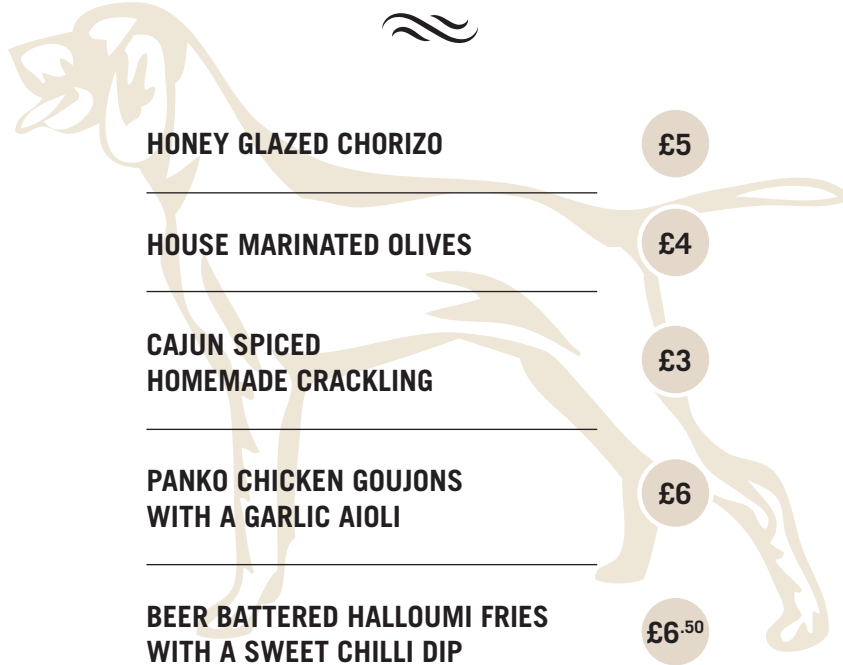 HONEY GLAZED CHORIZO £5
HOUSE MARINATED OLIVES £4
CAJUN SPICED
HOMEMADE CRACKLING £3
PANKO CHICKEN GOUJONS
WITH A GARLIC AIOLI £6
BEER BATTERED HALLOUMI FRIES
WITH A SWEET CHILLI DIP £6.50